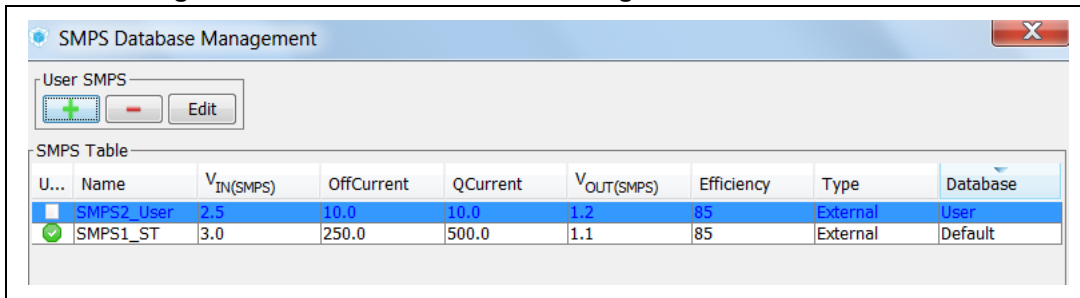 SMPS Database Management
X
User SMPS
+ - Edit
SMPS Table
U... Name VIN(SMPS) OffCurrent QCurrent VOUT(SMPS) Efficiency Type Database
SMPS2_User 2.5 10.0 10.0 1.2 85 External User
SMPS1_ST 3.0 250.0 500.0 1.1 85 External Default